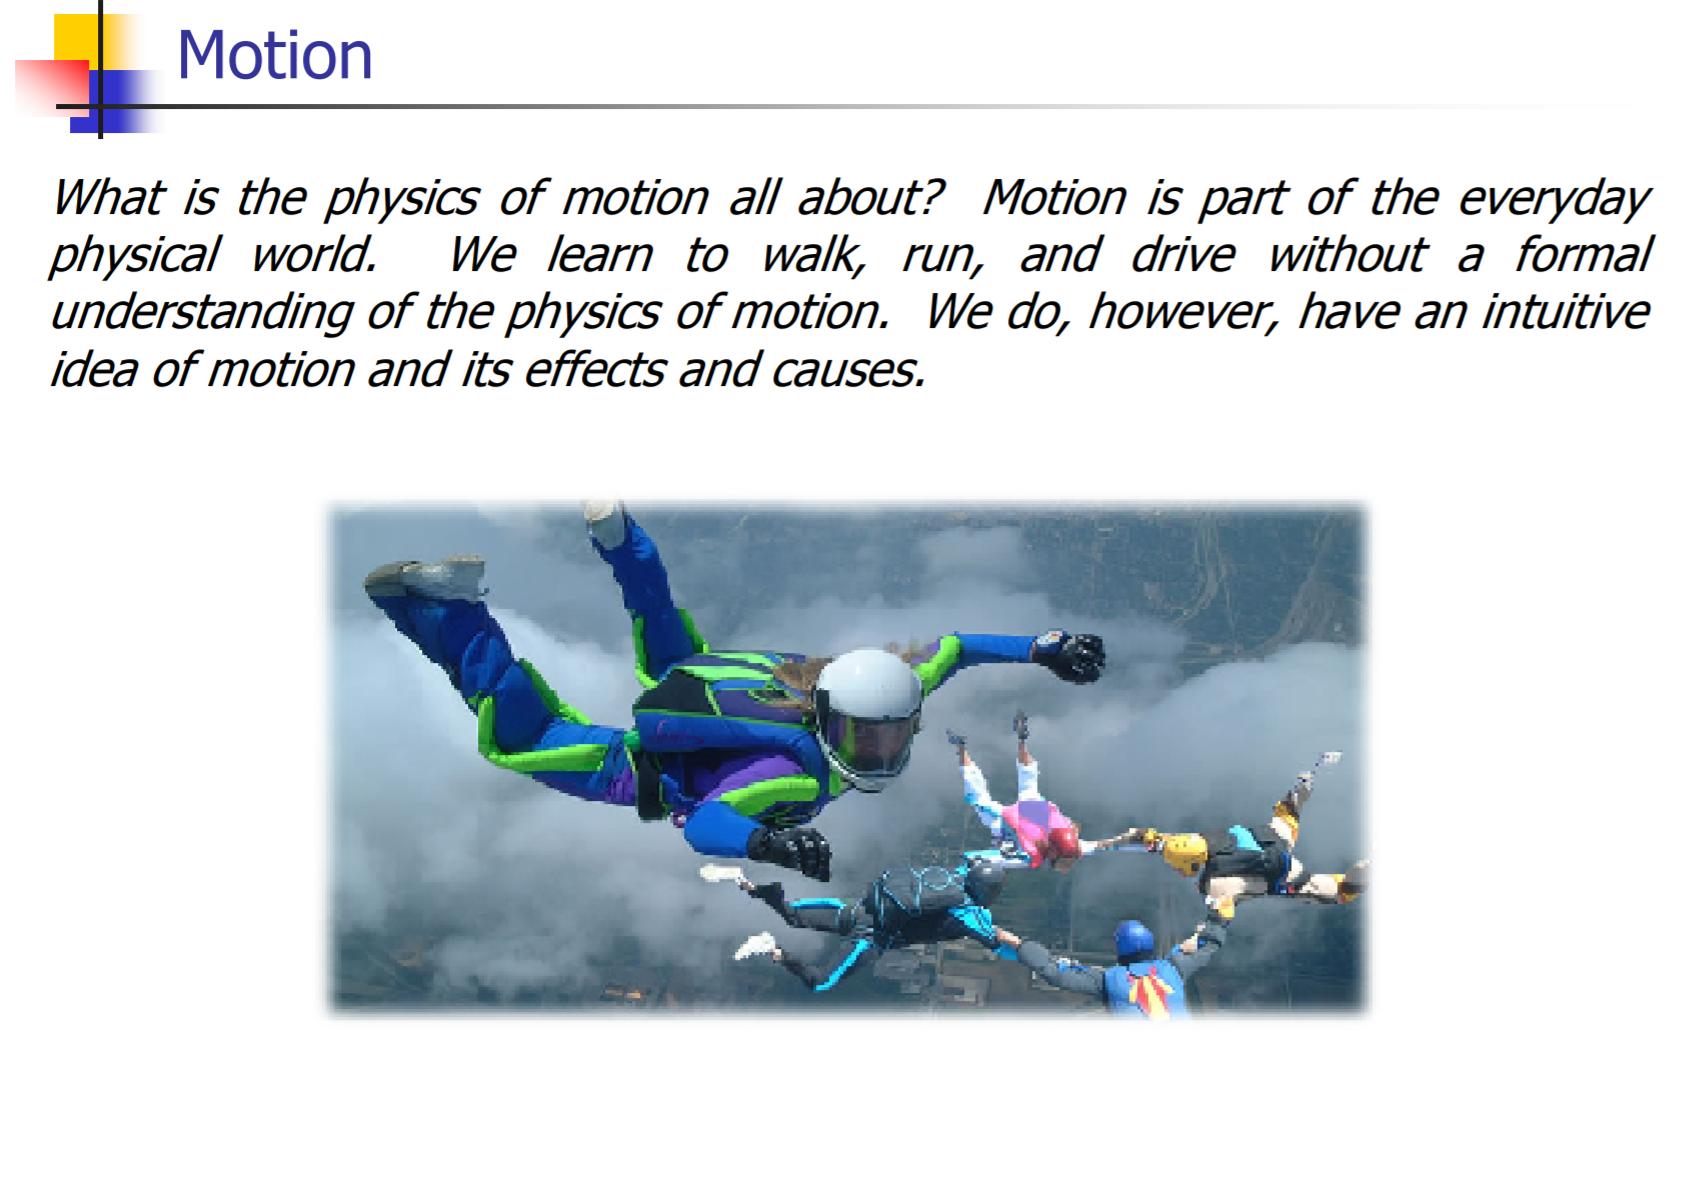 Motion
What is the physics of motion all about? Motion is part of the everyday
physical world. We learn to walk, run, and drive without a formal
understanding of the physics of motion. We do, however, have an intuitive
idea of motion and its effects and causes.